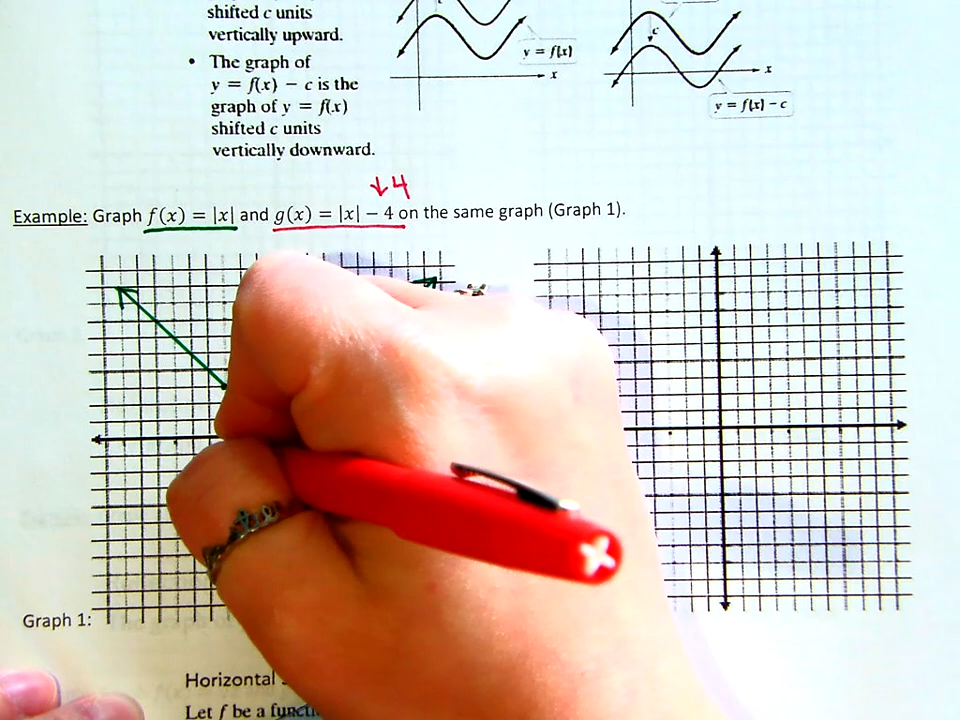 shifted c units
vertically upward.
• The graph of
y = f(x) − c is the
graph of y = f(x)
shifted c units
vertically downward.
c
y = f(x)
x
c
x
y = f(x) − c
↓4
Example: Graph f(x) = |x| and g(x) = |x| − 4 on the same graph (Graph 1).
Graph 1:
Horizontal
Let f be a functi